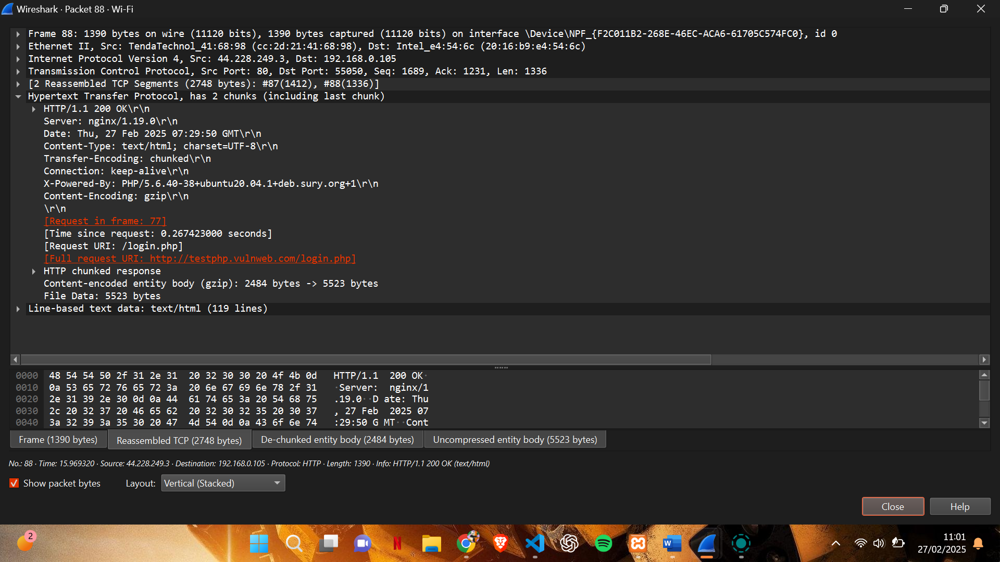 Wireshark · Packet 88 · Wi-Fi
Frame 88: 1390 bytes on wire (11120 bits), 1390 bytes captured (11120 bits) on interface \Device\NPF_{F2C011B2-268E-46EC-ACA6-61705C574FC0}, id 0
Ethernet II, Src: TendaTechnol_41:68:98 (cc:2d:21:41:68:98), Dst: Intel_e4:54:6c (20:16:b9:e4:54:6c)
Internet Protocol Version 4, Src: 44.228.249.3, Dst: 192.168.0.105
Transmission Control Protocol, Src Port: 80, Dst Port: 55050, Seq: 1689, Ack: 1231, Len: 1336
[2 Reassembled TCP Segments (2748 bytes): #87(1412), #88(1336)]
Hypertext Transfer Protocol, has 2 chunks (including last chunk)
HTTP/1.1 200 OK\r\n
Server: nginx/1.19.0\r\n
Date: Thu, 27 Feb 2025 07:29:50 GMT\r\n
Content-Type: text/html; charset=UTF-8\r\n
Transfer-Encoding: chunked\r\n
Connection: keep-alive\r\n
X-Powered-By: PHP/5.6.40-38+ubuntu20.04.1+deb.sury.org+1\r\n
Content-Encoding: gzip\r\n
\r\n
[Request in frame: 77]
[Time since request: 0.267423000 seconds]
[Request URI: /login.php]
[Full request URI: http://testphp.vulnweb.com/login.php]
HTTP chunked response
Content-encoded entity body (gzip): 2484 bytes -> 5523 bytes
File Data: 5523 bytes
Line-based text data: text/html (119 lines)
0000 48 54 54 50 2f 31 2e 31 20 32 30 30 20 4f 4b 0d HTTP/1.1 200 OK·
0010 0a 53 65 72 76 65 72 3a 20 6e 67 69 6e 78 2f 31 ·Server: nginx/1
0020 2e 31 39 2e 30 0d 0a 44 61 74 65 3a 20 54 68 75 .19.0··D ate: Thu
0030 2c 20 32 37 20 46 65 62 20 32 30 32 35 20 30 37 , 27 Feb 2025 07
0040 3a 32 39 3a 35 30 20 47 4d 54 0d 0a 43 6f 6e 74 :29:50 G MT··Cont
Frame (1390 bytes) Reassembled TCP (2748 bytes) De-chunked entity body (2484 bytes) Uncompressed entity body (5523 bytes)
No.: 88 · Time: 15.969320 · Source: 44.228.249.3 · Destination: 192.168.0.105 · Protocol: HTTP · Length: 1390 · Info: HTTP/1.1 200 OK (text/html)
Show packet bytes Layout: Vertical (Stacked)
Close Help
2
11:01
27/02/2025